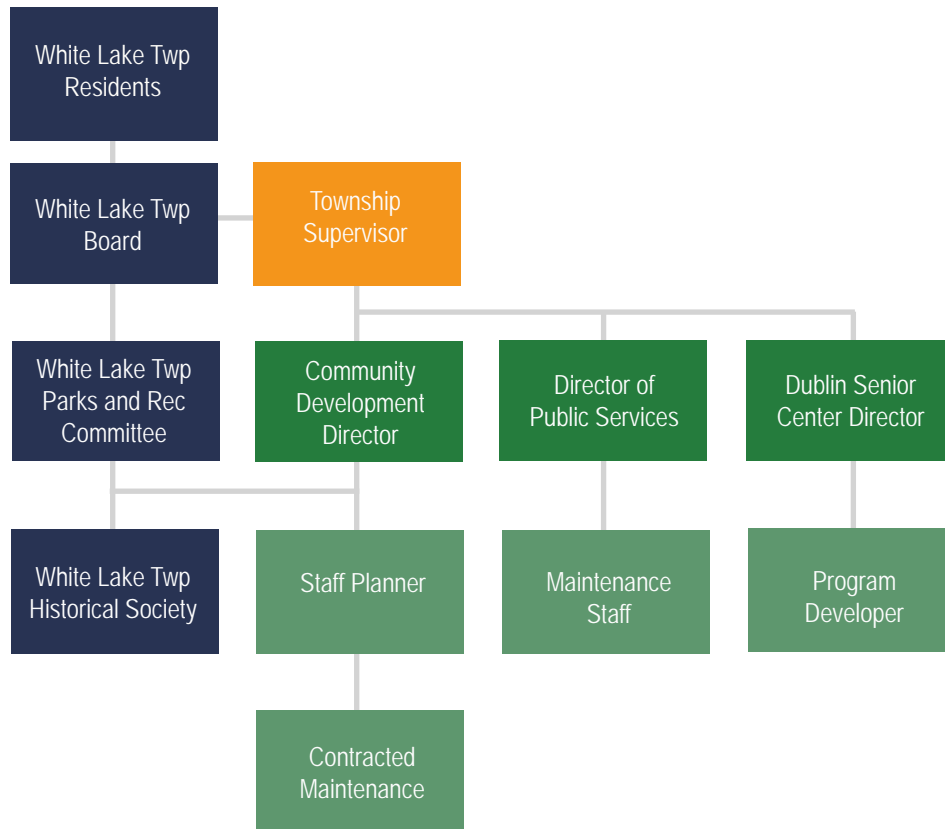 White Lake Twp
Residents
White Lake Twp
Board
Township
Supervisor
White Lake Twp
Parks and Rec
Committee
Community
Development
Director
Director of
Public Services
Dublin Senior
Center Director
White Lake Twp
Historical Society
Staff Planner
Maintenance
Staff
Program
Developer
Contracted
Maintenance